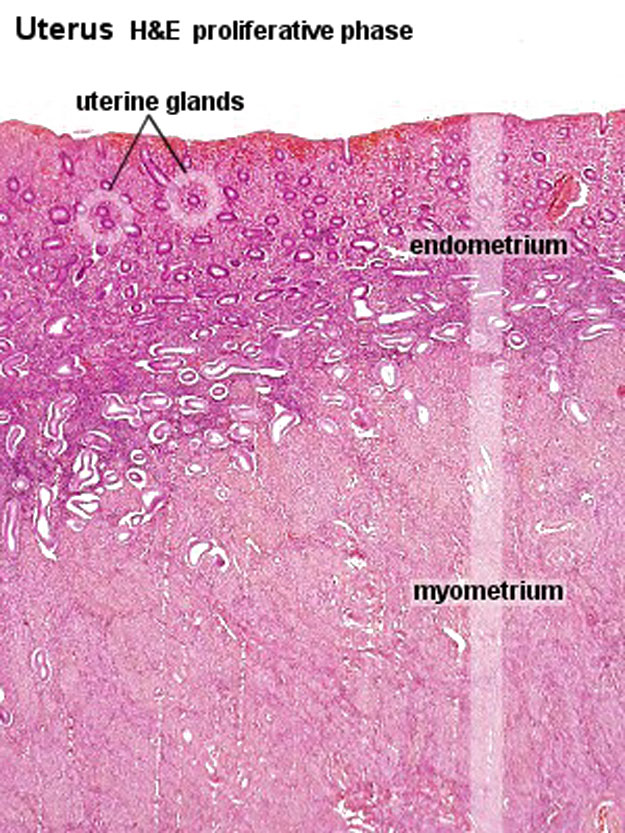 Uterus H&E proliferative phase
uterine glands
endometrium
myometrium